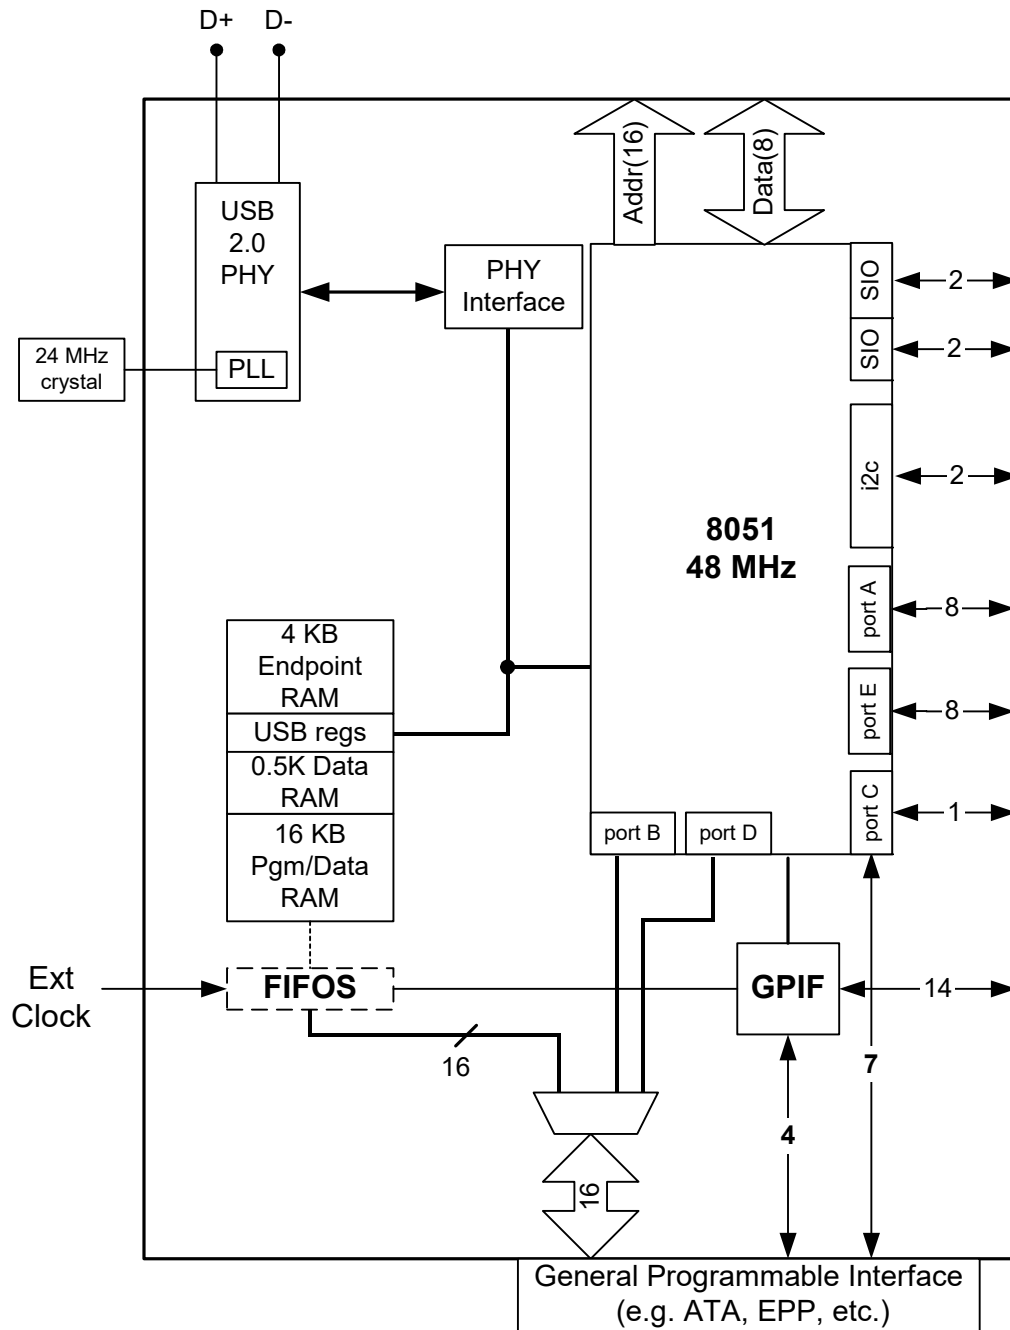 D+ D-
Addr(16)
Data(8)
USB
2.0
PHY
PLL
PHY
Interface
24 MHz
crystal
SIO
2
SIO
2
i2c
2
8051
48 MHz
port A
8
port E
8
port C
1
port B
port D
4 KB
Endpoint
RAM
USB regs
0.5K Data
RAM
16 KB
Pgm/Data
RAM
Ext
Clock
FIFOS
GPIF
14
16
7
4
16
General Programmable Interface
(e.g. ATA, EPP, etc.)